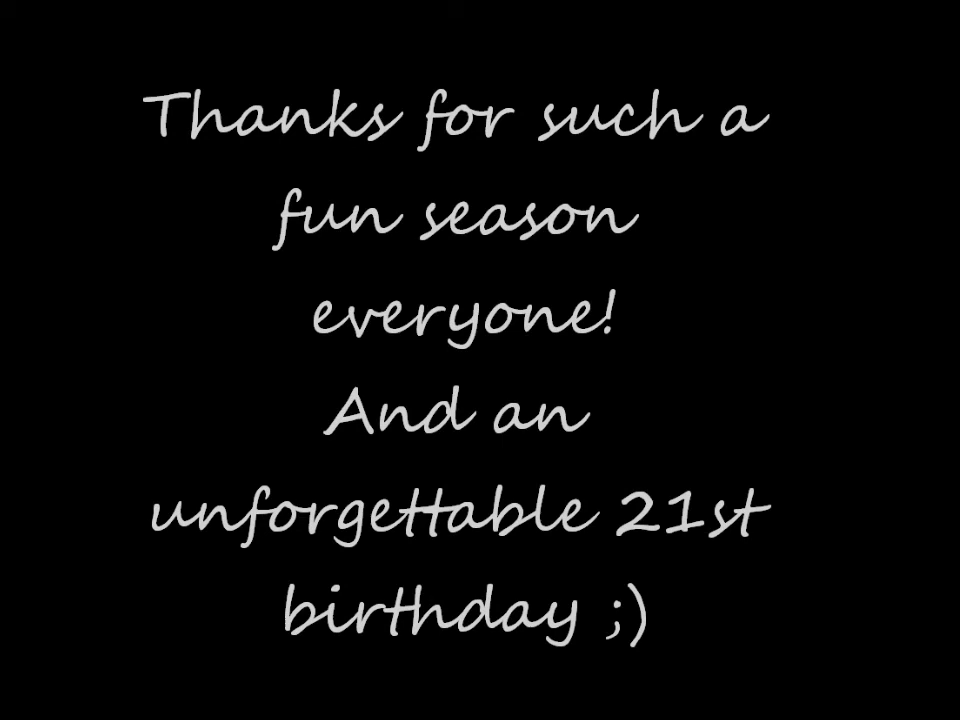 Thanks for such a
fun season
everyone!
And an
unforgettable 21st
birthday ;)